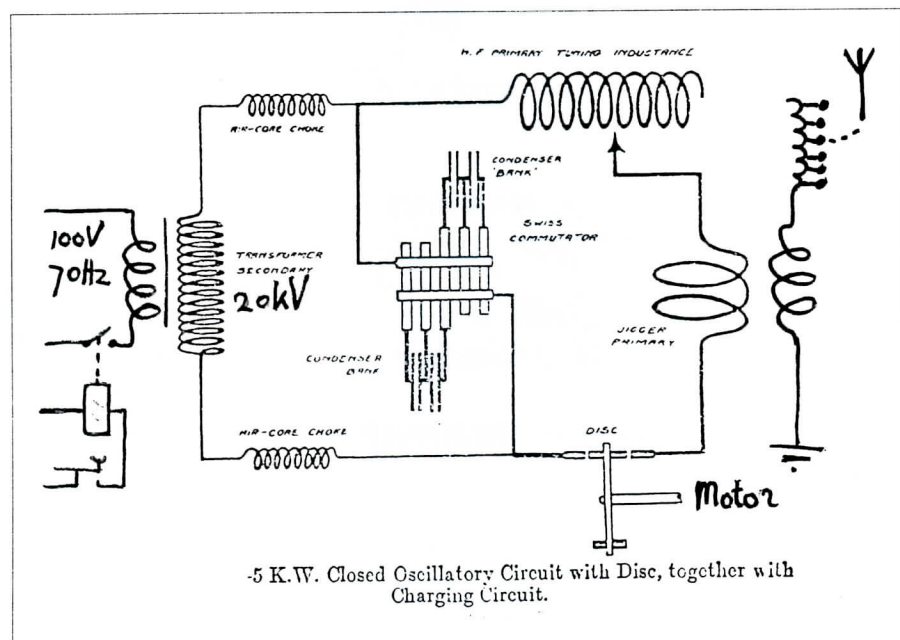 H.F PRIMARY TUNING INDUCTANCE
AIR-CORE CHOKE
CONDENSER
"BANK"
SWISS
COMMUTATOR
100V
70Hz
TRANSFORMER
SECONDARY
20kV
JIGGER
PRIMARY
CONDENSER
BANK
AIR-CORE CHOKE
DISC
Motor
-5 K.W. Closed Oscillatory Circuit with Disc, together with
Charging Circuit.